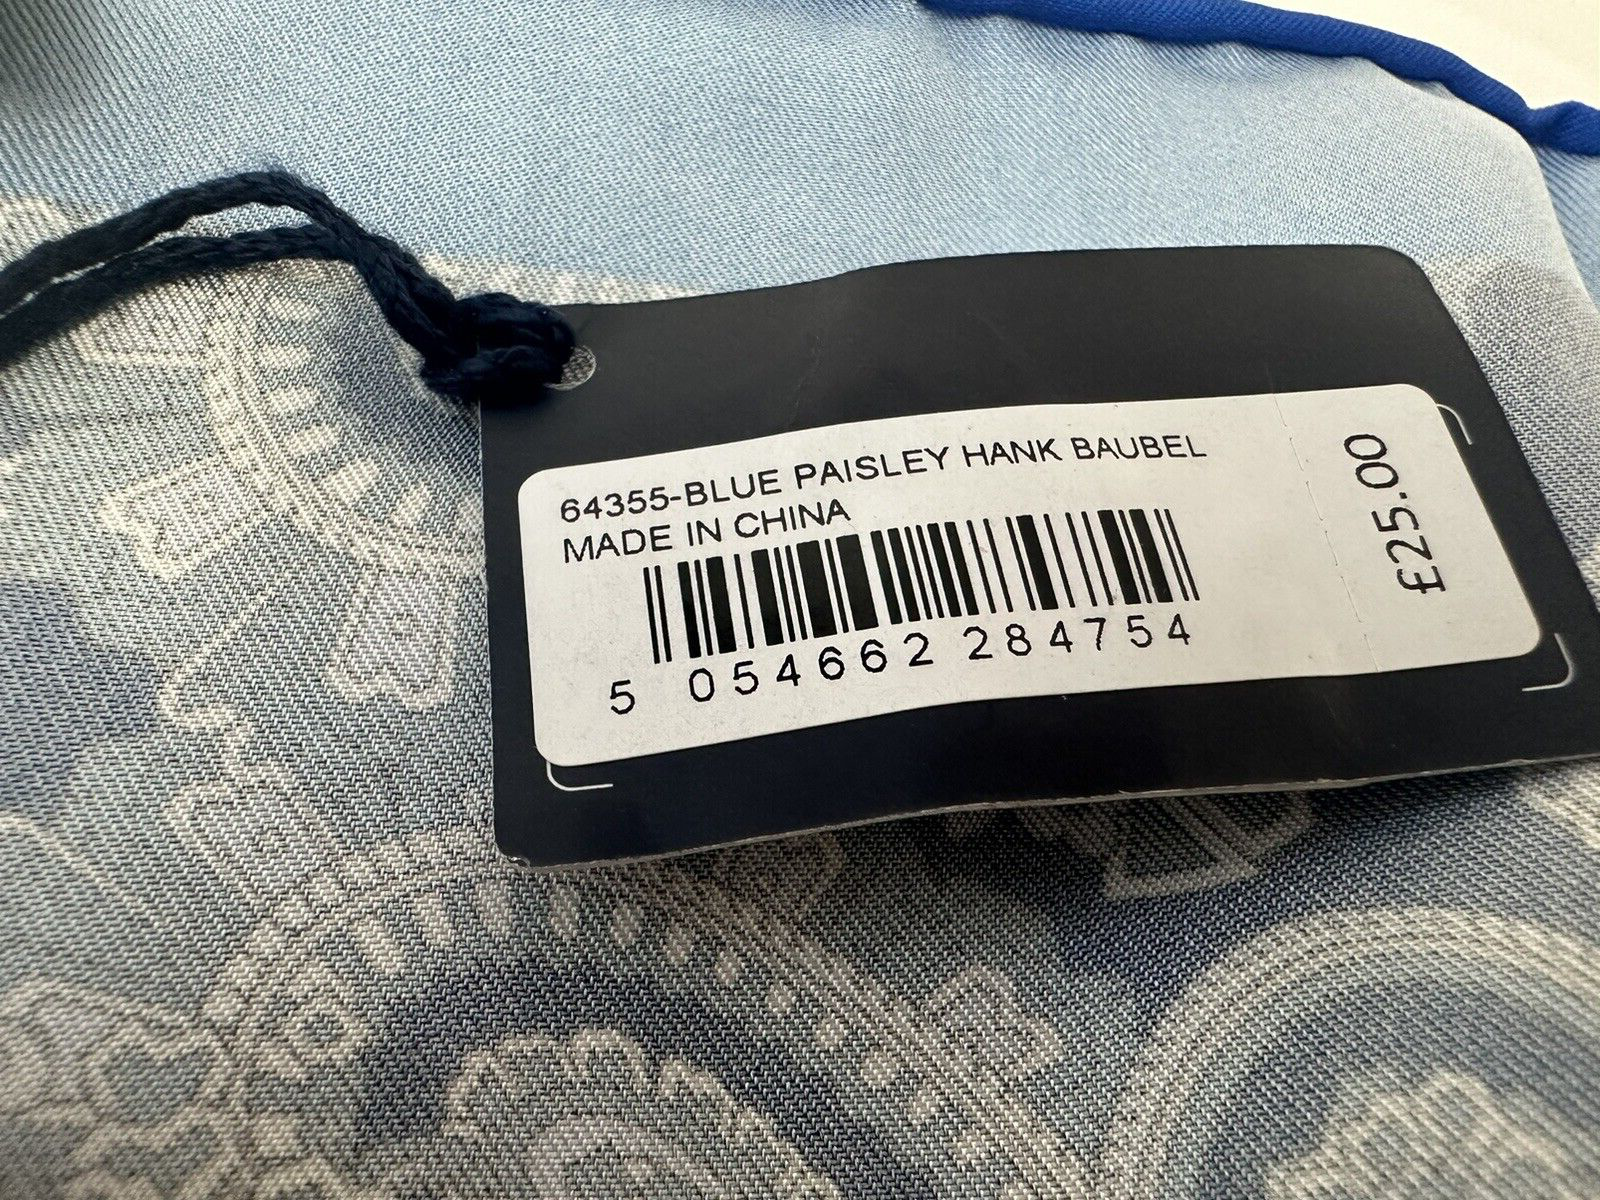 64355-BLUE PAISLEY HANK BAUBEL
MADE IN CHINA
5 054662 284754
£25.00